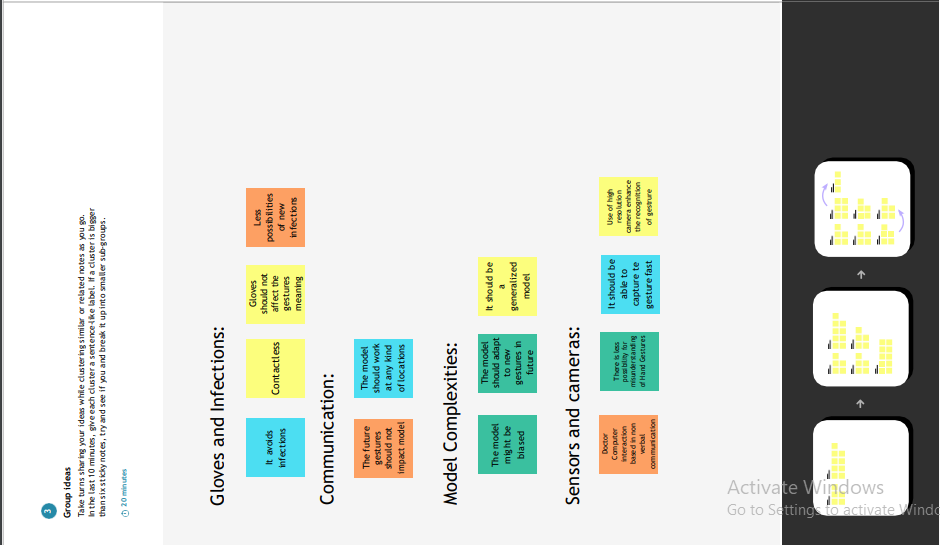 3
Group ideas
Take turns sharing your ideas while clustering similar or related notes as you go.
In the last 10 minutes, give each cluster a sentence-like label. If a cluster is bigger
than six sticky notes, try and see if you and break it up into smaller sub-groups.
20 minutes
Gloves and Infections:
It avoids
infections
Contactless
Gloves
should not
affect the
gestures
meaning
Less
possibilities
of new
infections
Communication:
The future
gestures
should not
impact model
The model
should work
at any kind
of locations
Model Complexities:
The model
might be
biased
The model
should adapt
to new
gestures in
future
It should be
a
generalized
model
Sensors and cameras:
Doctor
Computer
interaction
based in non
verbal
communication
There is less
possibility for
misunderstanding
of Hand Gestures
It should be
able to
capture te
gesture fast
Use of high
resolution
camera enhance
the recognition
of gestrure
Activate Windows
Go to Settings to activate Windo